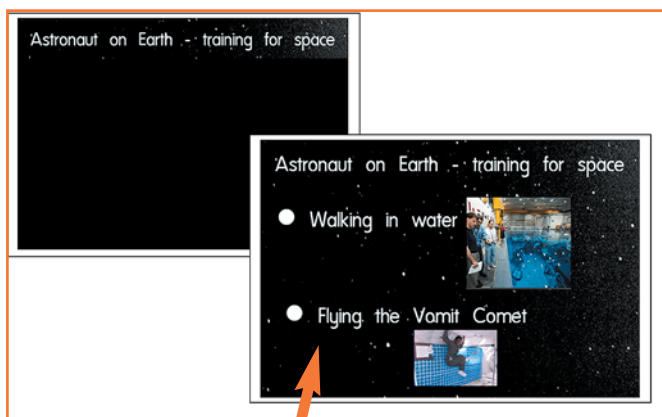 Astronaut on Earth - training for space
Astronaut on Earth - training for space
Walking in water
Flying the Vomit Comet